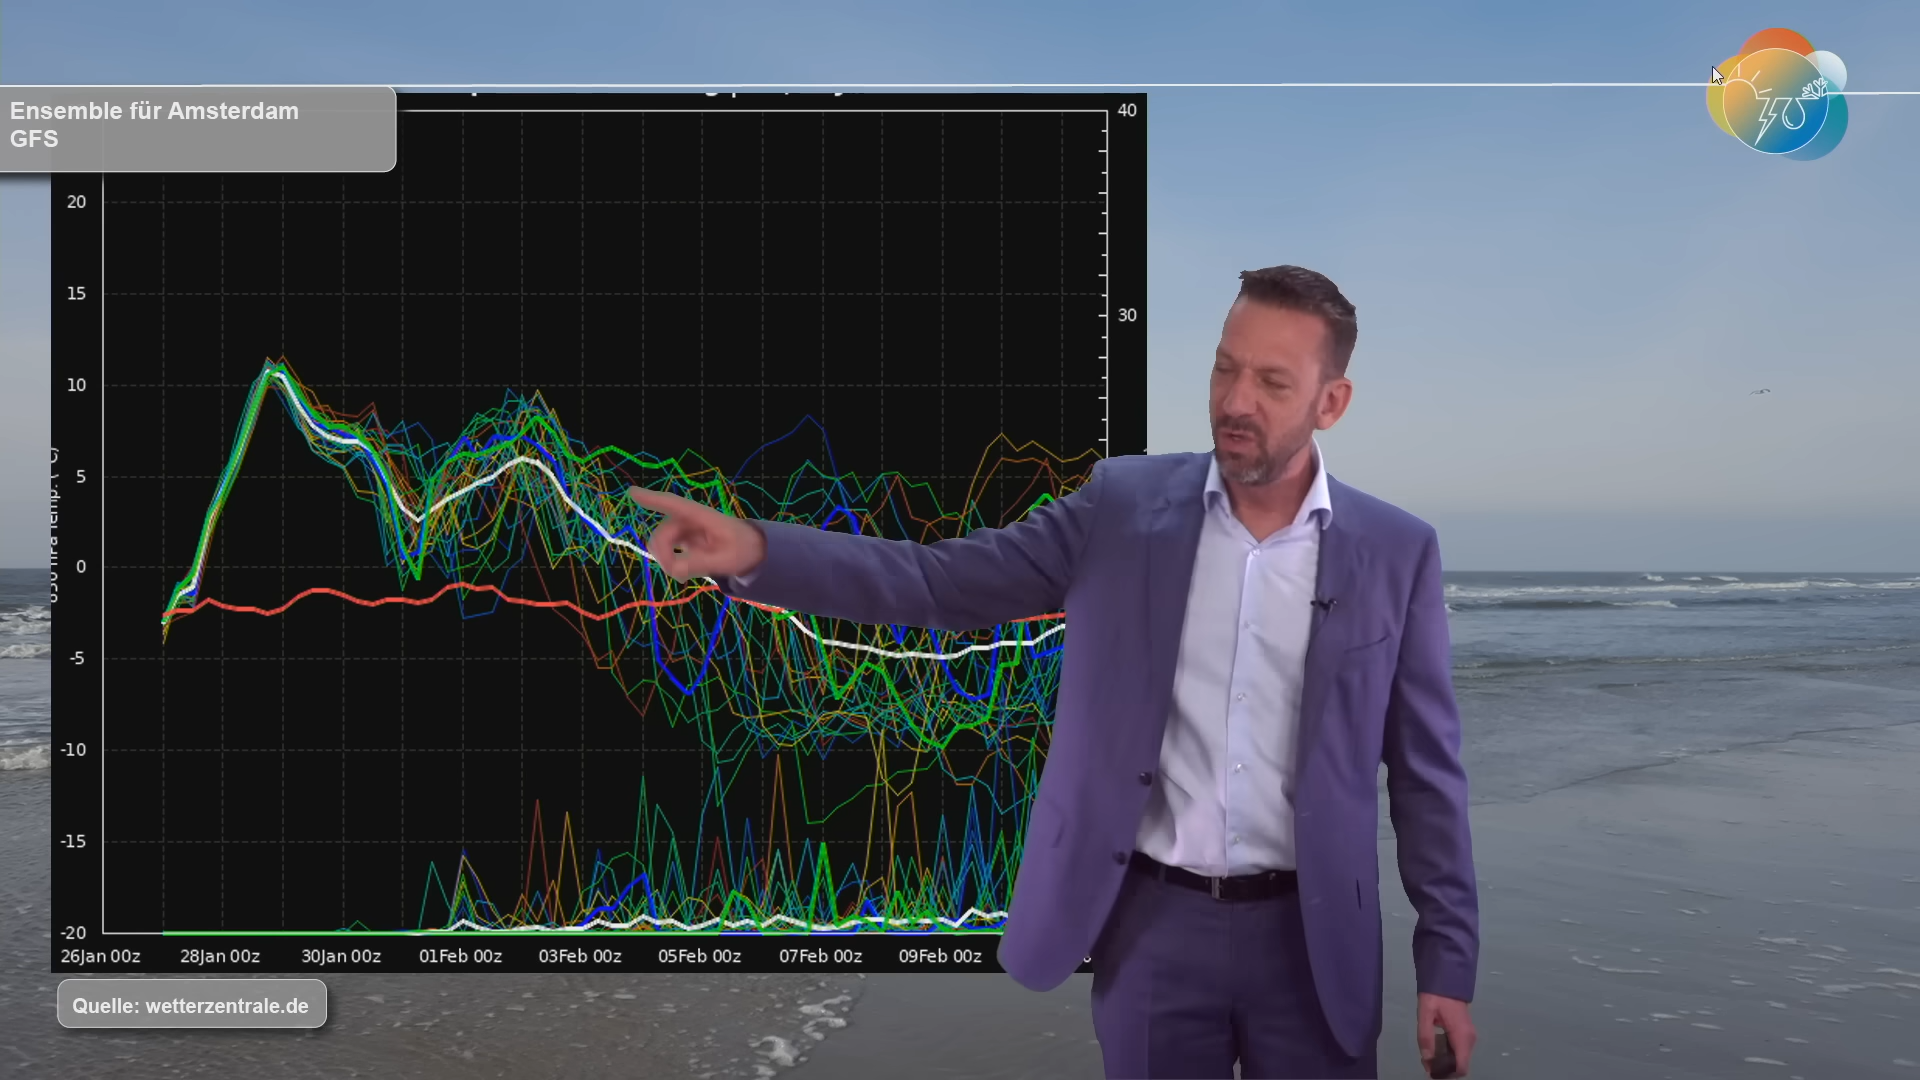 Ensemble für Amsterdam
GFS
40
20
15
30
10
5
0
-5
-10
-15
-20
26Jan 00z 28Jan 00z 30Jan 00z 01Feb 00z 03Feb 00z 05Feb 00z 07Feb 00z 09Feb 00z
Quelle: wetterzentrale.de